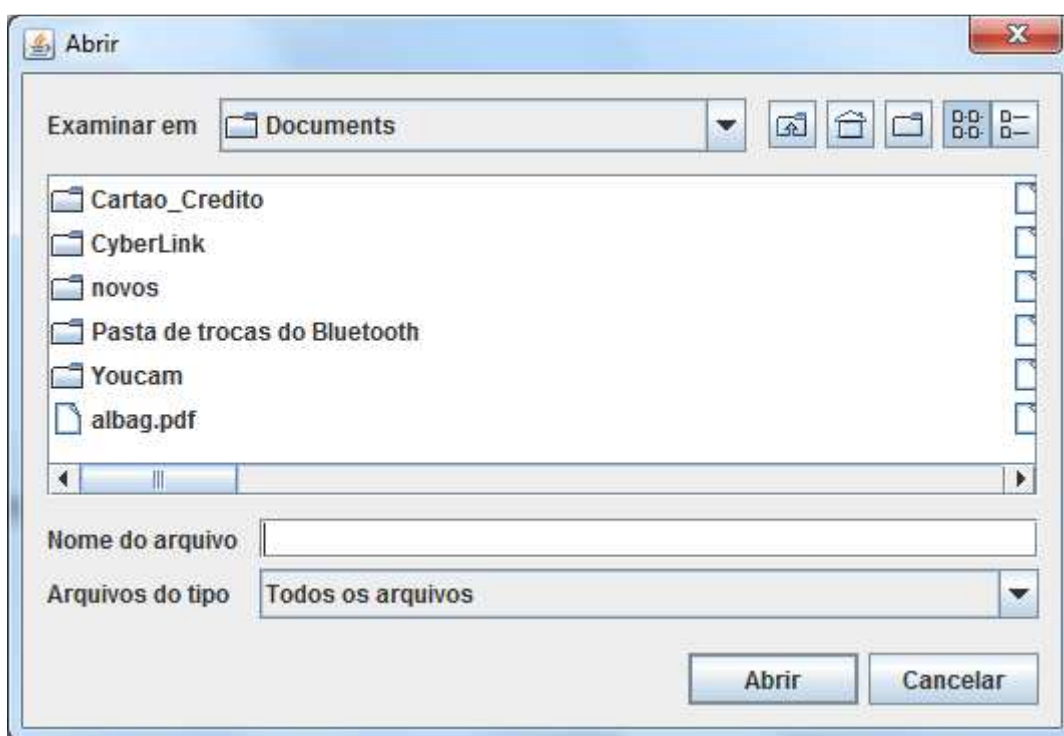 Abrir
Examinar em Documents
Cartao_Credito
CyberLink
novos
Pasta de trocas do Bluetooth
Youcam
albag.pdf
Nome do arquivo
Arquivos do tipo Todos os arquivos
Abrir Cancelar